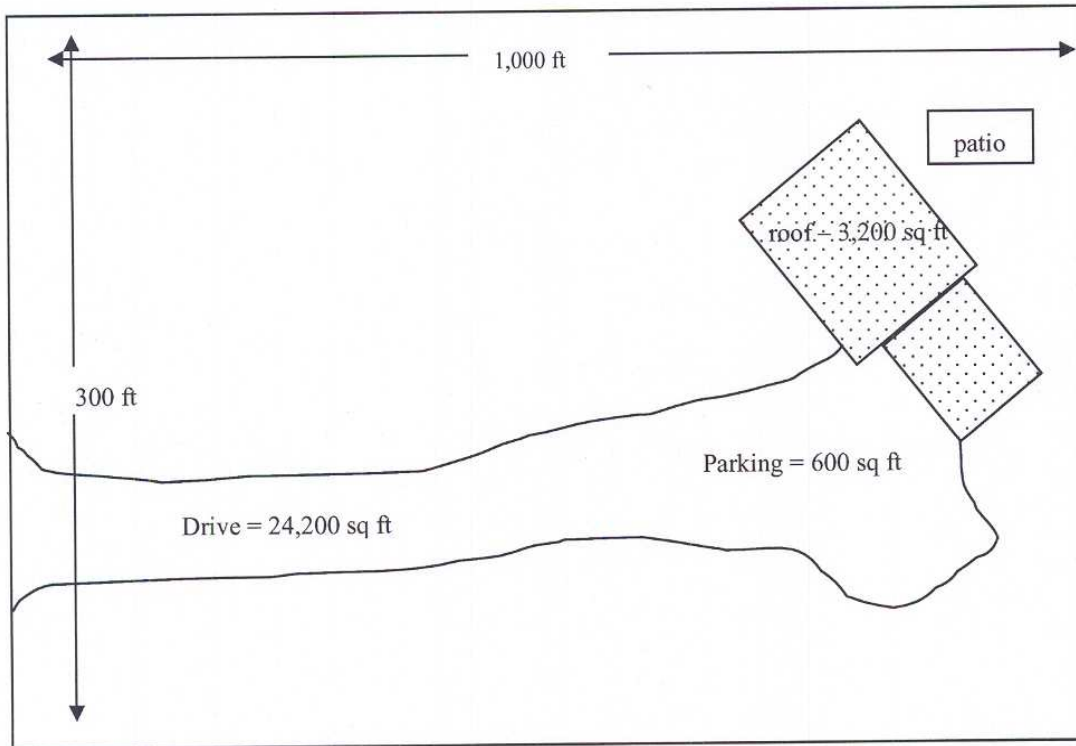 1,000 ft
patio
roof – 3,200 sq ft
300 ft
Parking = 600 sq ft
Drive = 24,200 sq ft